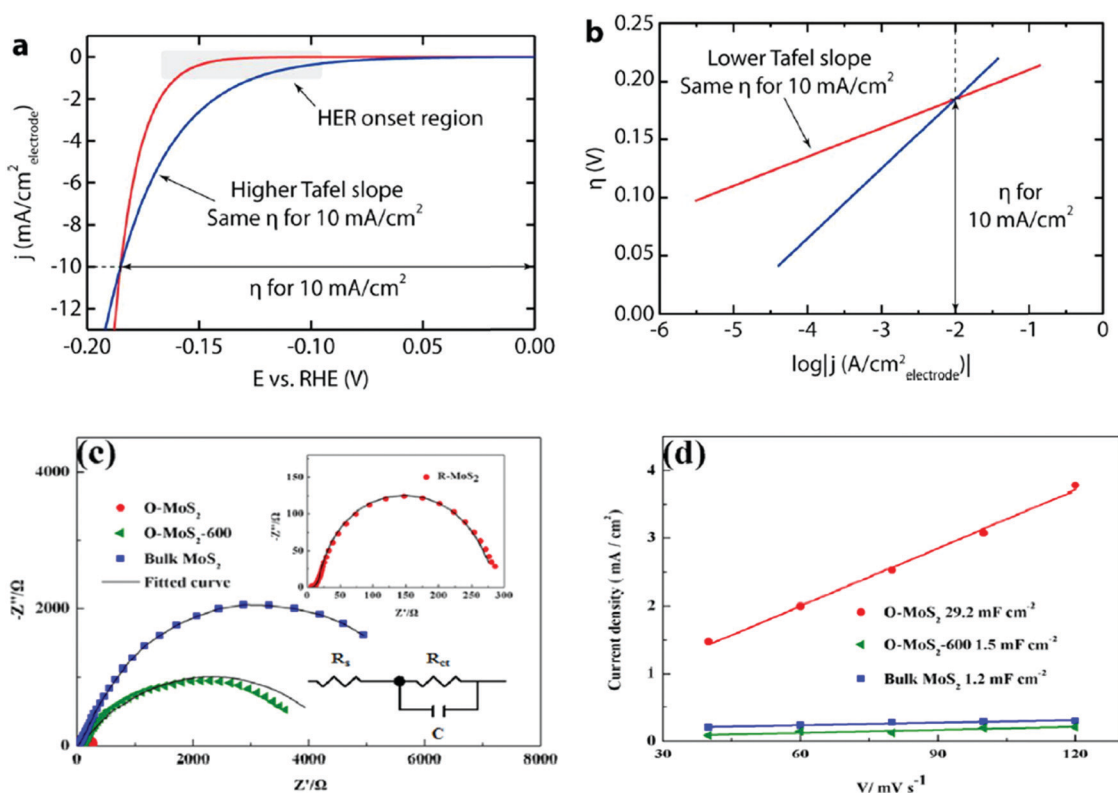 a
0
-2
-4
-6
-8
-10
-12
j (mA/cm²electrode)
HER onset region
Higher Tafel slope
Same η for 10 mA/cm²
η for 10 mA/cm²
-0.20 -0.15 -0.10 -0.05 0.00
E vs. RHE (V)
b
0.25
0.20
0.15
0.10
0.05
0.00
η (V)
Lower Tafel slope
Same η for 10 mA/cm²
η for
10 mA/cm²
-6 -5 -4 -3 -2 -1 0
log|j (A/cm²electrode)|
(c)
4000
2000
0
-Z''/Ω
O-MoS₂
O-MoS₂-600
Bulk MoS₂
Fitted curve
150
100
50
0
-Z''/Ω
R-MoS₂
0 50 100 150 200 250 300
Z'/Ω
Rs Rct
C
0 2000 4000 6000 8000
Z'/Ω
(d)
4
3
2
1
0
Current density ( mA / cm²)
O-MoS₂ 29.2 mF cm⁻²
O-MoS₂-600 1.5 mF cm⁻²
Bulk MoS₂ 1.2 mF cm⁻²
30 60 90 120
V/ mV s⁻¹